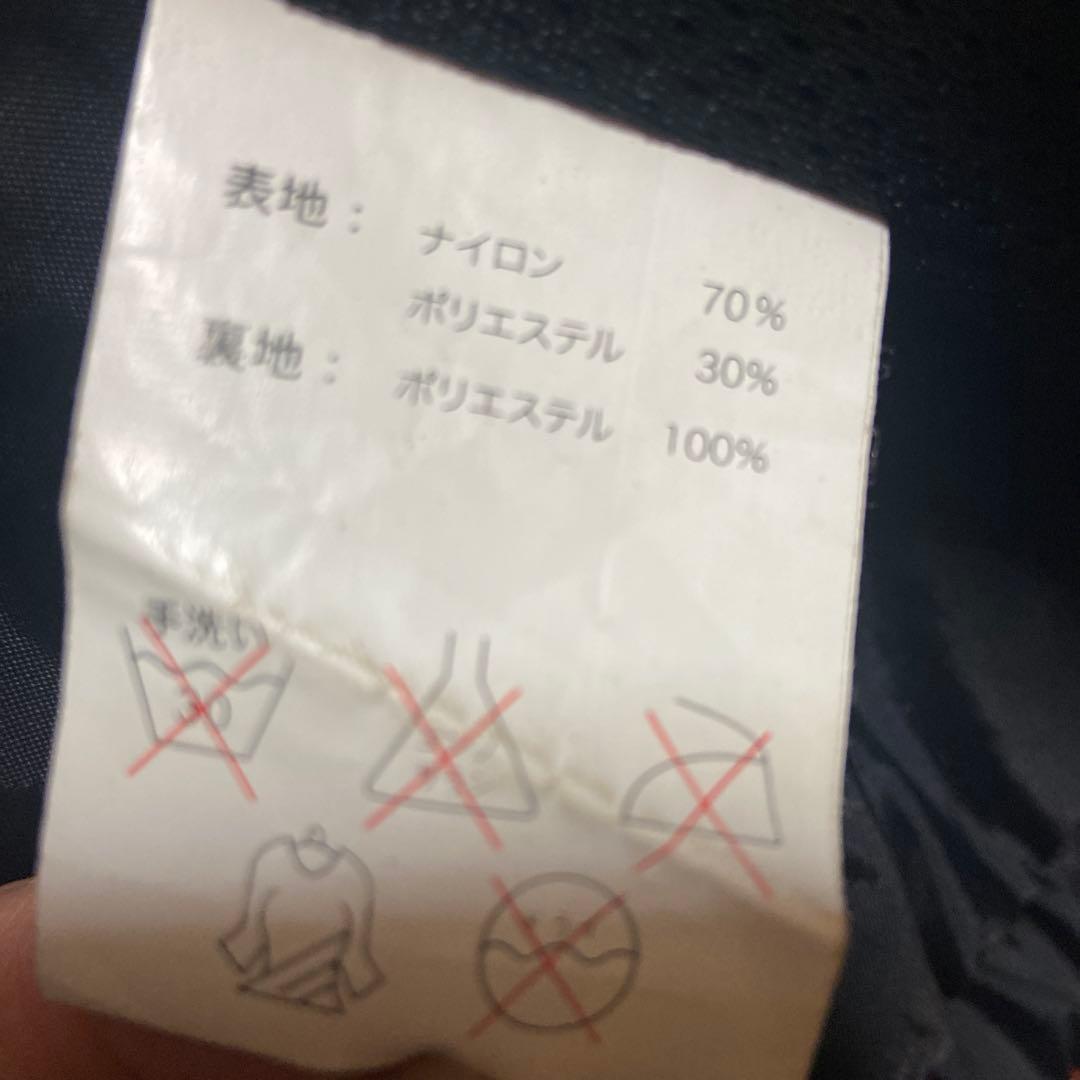 表地： ナイロン 70%
ポリエステル 30%
裏地： ポリエステル 100%
手洗い
30